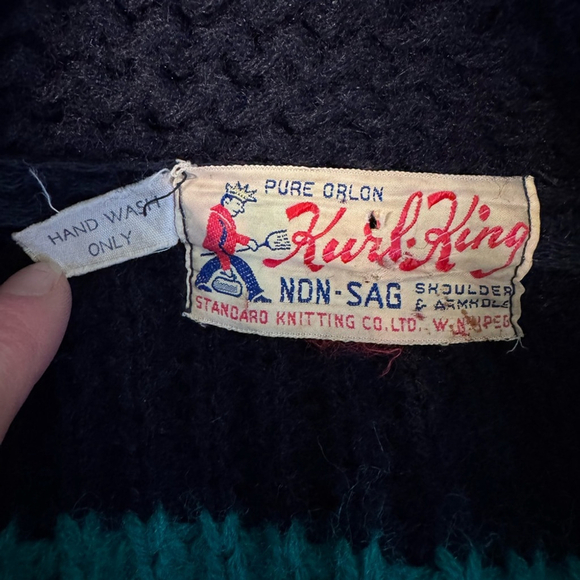 HAND WASH
ONLY
PURE ORLON
Kurl-King
NON-SAG SHOULDER
& ARMHOLE
STANDARD KNITTING CO. LTD. WINNIPEG